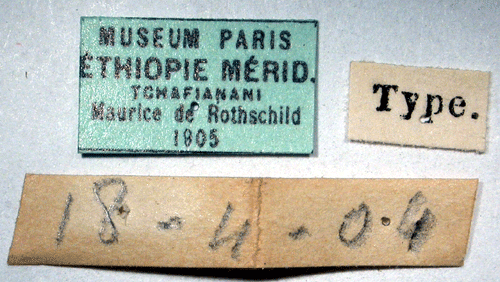 MUSEUM PARIS
ÉTHIOPIE MÉRID.
TCHAFIANANI
Maurice de Rothschild
1905
Type.
18 - 4 - 04